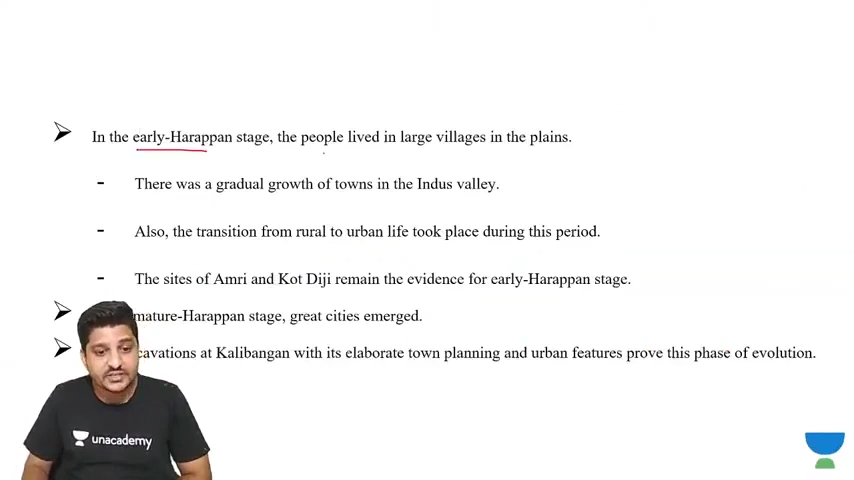 In the early-Harappan stage, the people lived in large villages in the plains.
- There was a gradual growth of towns in the Indus valley.
- Also, the transition from rural to urban life took place during this period.
- The sites of Amri and Kot Diji remain the evidence for early-Harappan stage.
mature-Harappan stage, great cities emerged.
cavations at Kalibangan with its elaborate town planning and urban features prove this phase of evolution.
unacademy